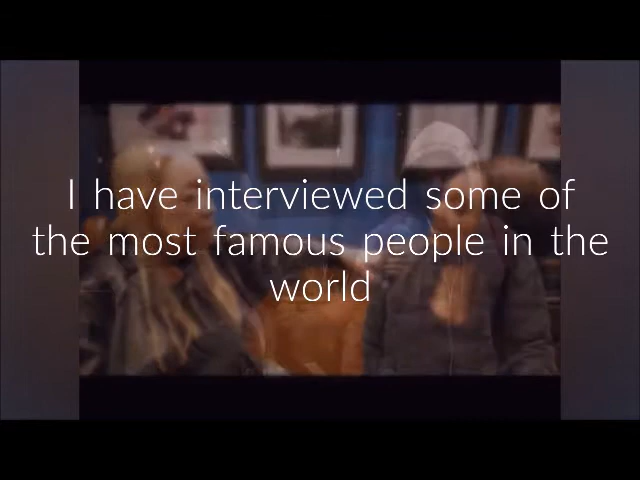 I have interviewed some of
the most famous people in the
world